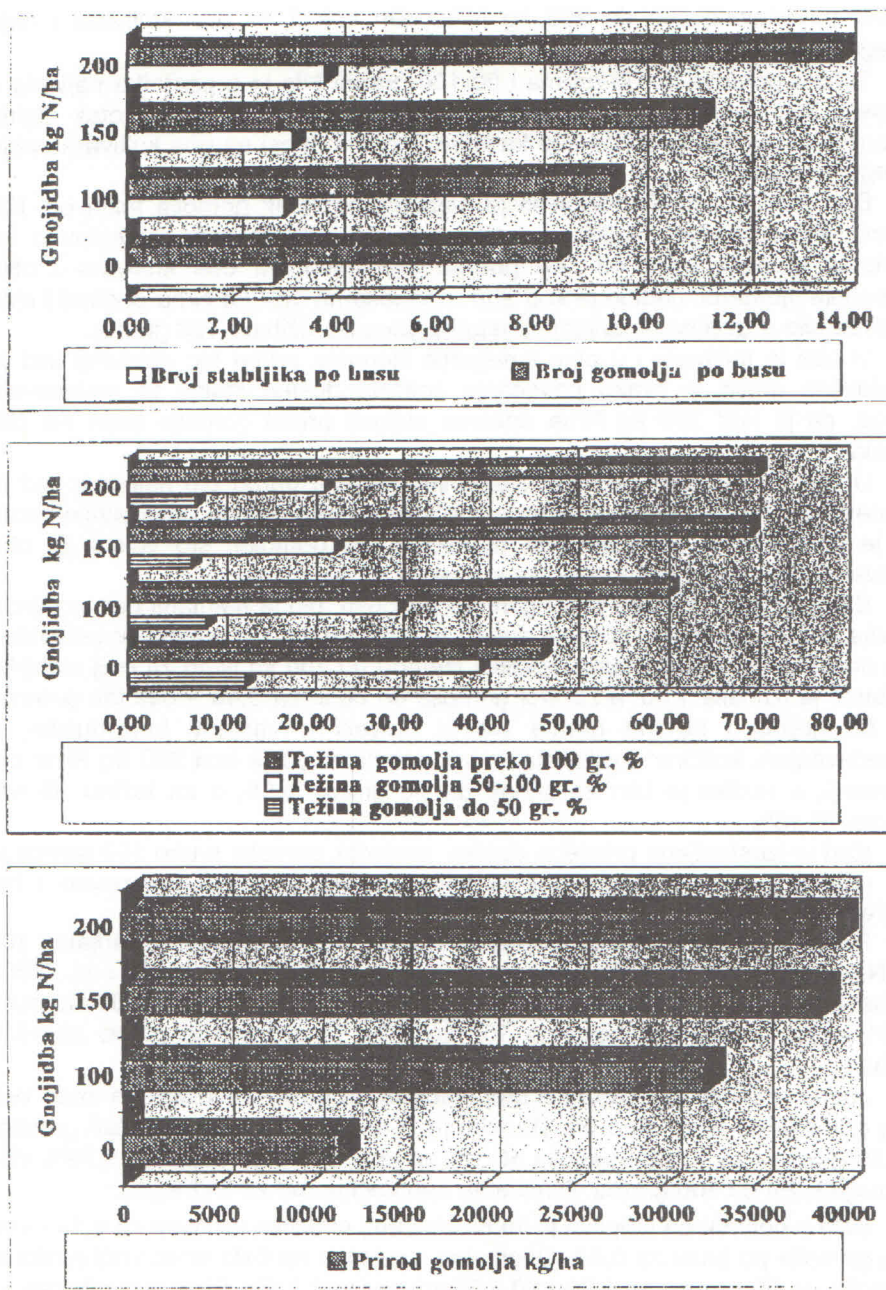 Gnojidba kg N/ha
200
150
100
0
0,00 2,00 4,00 6,00 8,00 10,00 12,00 14,00
Broj stabljika po busu Broj gomolja po busu
Gnojidba kg N/ha
200
150
100
0
0,00 10,00 20,00 30,00 40,00 50,00 60,00 70,00 80,00
Težina gomolja preko 100 gr. %
Težina gomolja 50-100 gr. %
Težina gomolja do 50 gr. %
Gnojidba kg N/ha
200
150
100
0
0 5000 10000 15000 20000 25000 30000 35000 40000
Prirod gomolja kg/ha